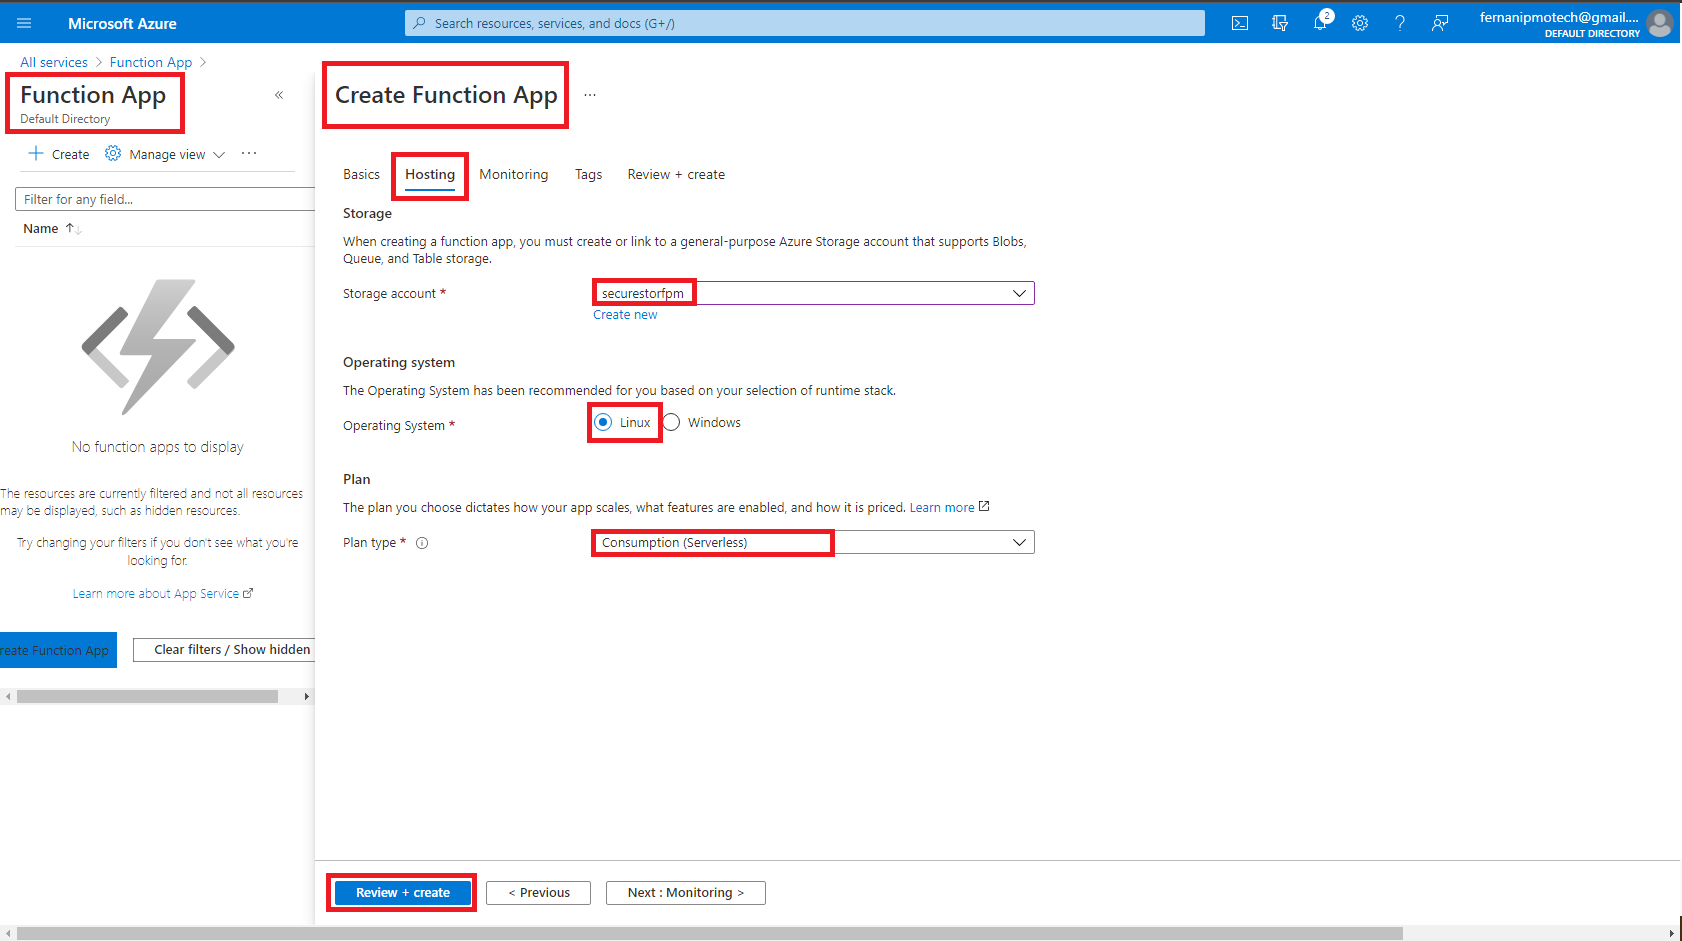 Microsoft Azure
Search resources, services, and docs (G+/)
2
fernanipmotech@gmail....
DEFAULT DIRECTORY
All services > Function App >
Function App
Default Directory
«
+ Create Manage view ...
Filter for any field...
Name ↑↓
No function apps to display
The resources are currently filtered and not all resources
may be displayed, such as hidden resources.
Try changing your filters if you don't see what you're
looking for.
Learn more about App Service
reate Function App
Clear filters / Show hidden
Create Function App ...
Basics Hosting Monitoring Tags Review + create
Storage
When creating a function app, you must create or link to a general-purpose Azure Storage account that supports Blobs,
Queue, and Table storage.
Storage account * securestorfpm
Create new
Operating system
The Operating System has been recommended for you based on your selection of runtime stack.
Operating System * Linux Windows
Plan
The plan you choose dictates how your app scales, what features are enabled, and how it is priced. Learn more
Plan type * Consumption (Serverless)
Review + create < Previous Next : Monitoring >